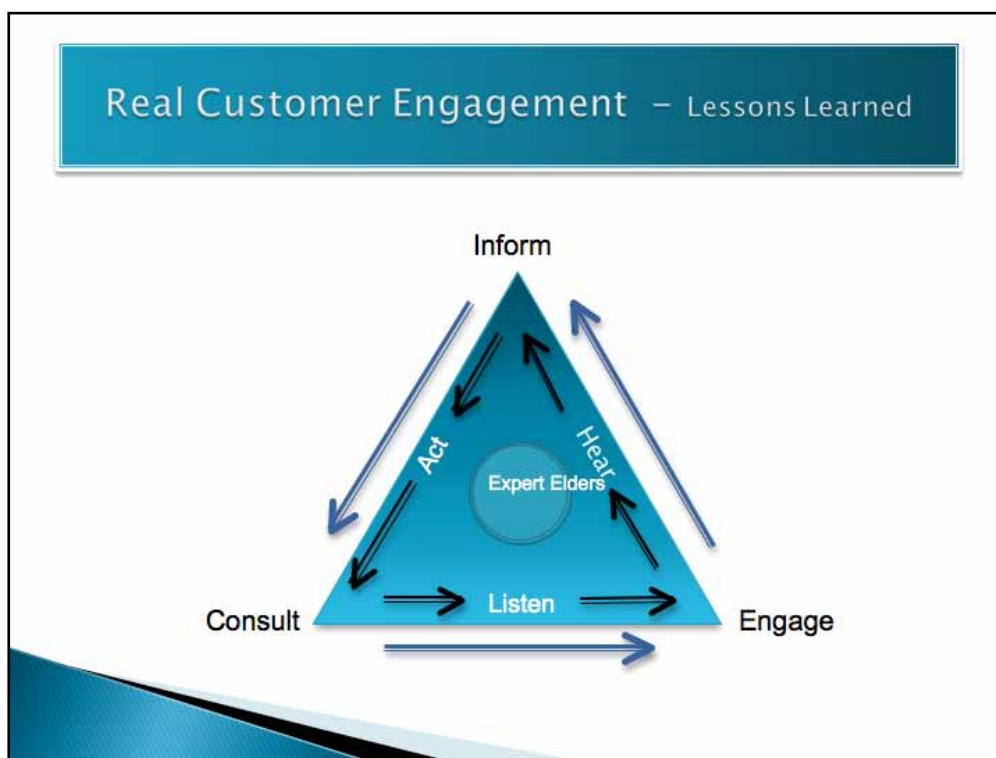 Real Customer Engagement – Lessons Learned
Inform
Act
Hear
Expert Elders
Listen
Consult
Engage